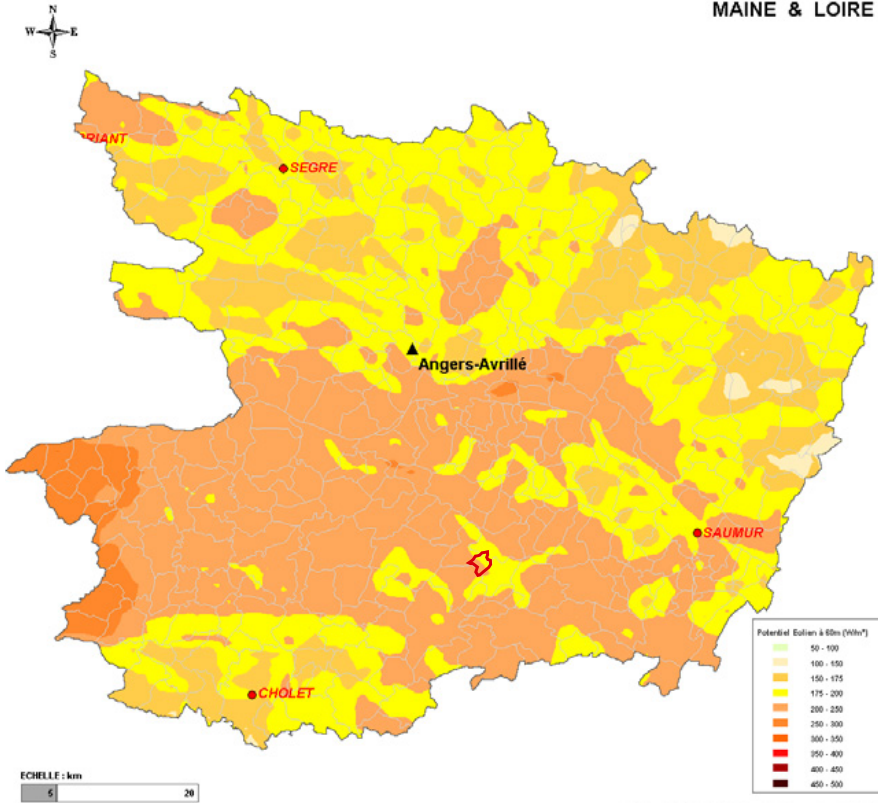 MAINE & LOIRE
N
W E
S
RIANT
SEGRE
Angers-Avrillé
SAUMUR
CHOLET
Potentiel Eolien à 60m (W/m²)
50 - 100
100 - 150
150 - 175
175 - 200
200 - 250
250 - 300
300 - 350
350 - 400
400 - 450
450 - 500
ECHELLE : km
5 20